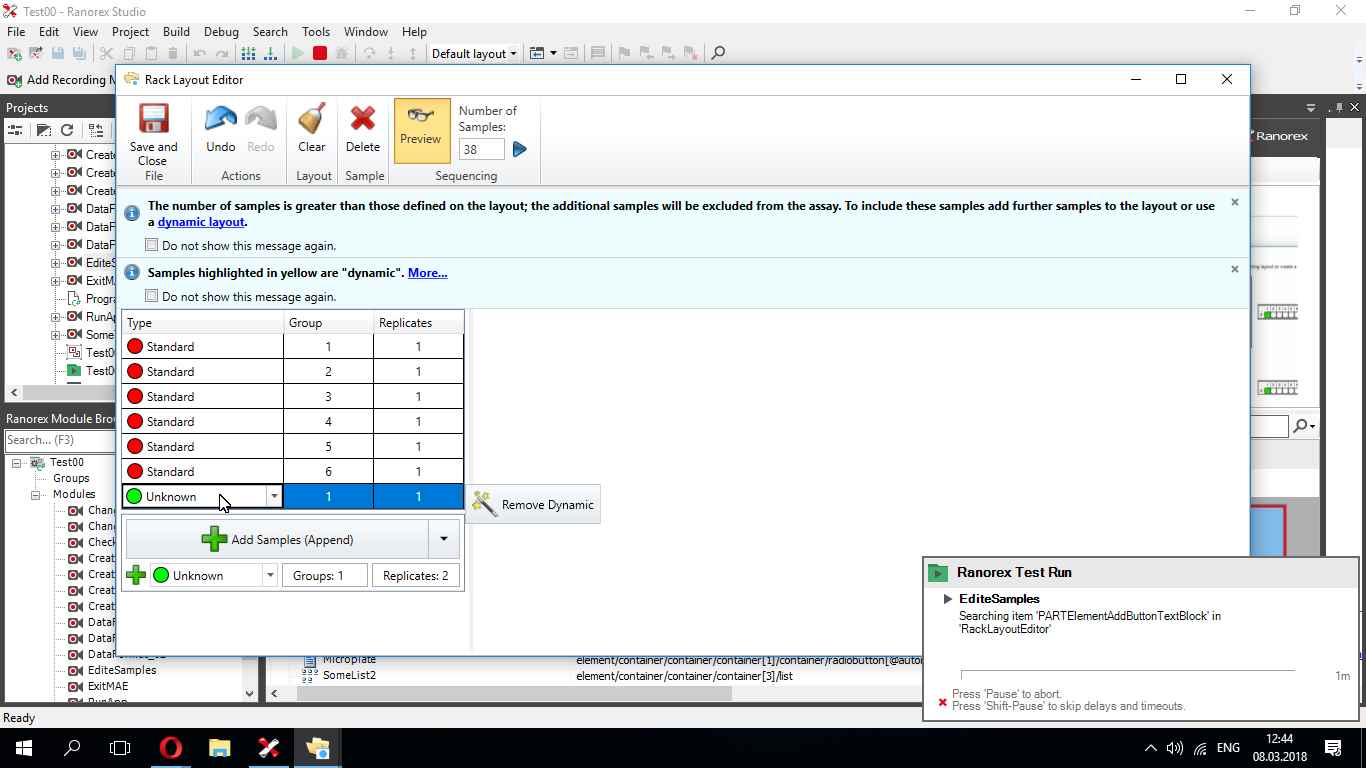 Test00 - Ranorex Studio
File Edit View Project Build Debug Search Tools Window Help
Default layout
Add Recording M
Rack Layout Editor
Projects
Save and Close
Undo
Redo
Clear
Delete
Preview
Number of Samples:
38
File
Actions
Layout
Sample
Sequencing
Ranorex
The number of samples is greater than those defined on the layout; the additional samples will be excluded from the assay. To include these samples add further samples to the layout or use
a dynamic layout.
Do not show this message again.
Samples highlighted in yellow are "dynamic". More...
Do not show this message again.
Type Group Replicates
Standard 1 1
Standard 2 1
Standard 3 1
Standard 4 1
Standard 5 1
Standard 6 1
Unknown 1 1
Remove Dynamic
Add Samples (Append)
Unknown Groups: 1 Replicates: 2
Create
Create
Create
DataF
DataF
DataF
EditeS
ExitM
Progra
RunAp
Some
Test0
Test0
Ranorex Module Brow
Search... (F3)
Test00
Groups
Modules
Chan
Chan
Check
Creat
Creat
Creat
Creat
DataF
DataF
EditeSamples
ExitMAE
Microplate element/container/container/container[1]/container/radiobutton[@autor
SomeList2 element/container/container/container[3]/list
Ranorex Test Run
EditeSamples
Searching item 'PARTElementAddButtonTextBlock' in
'RackLayoutEditor'
1m
Press 'Pause' to abort.
Press 'Shift-Pause' to skip delays and timeouts.
Ready
ENG
12:44
08.03.2018